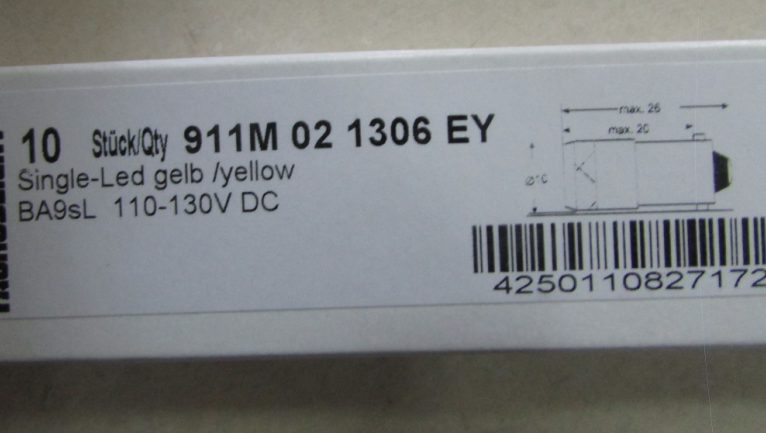 10 Stück/Qty 911M 02 1306 EY
Single-Led gelb /yellow
BA9sL 110-130V DC
max. 26
max. 20
4250110827172